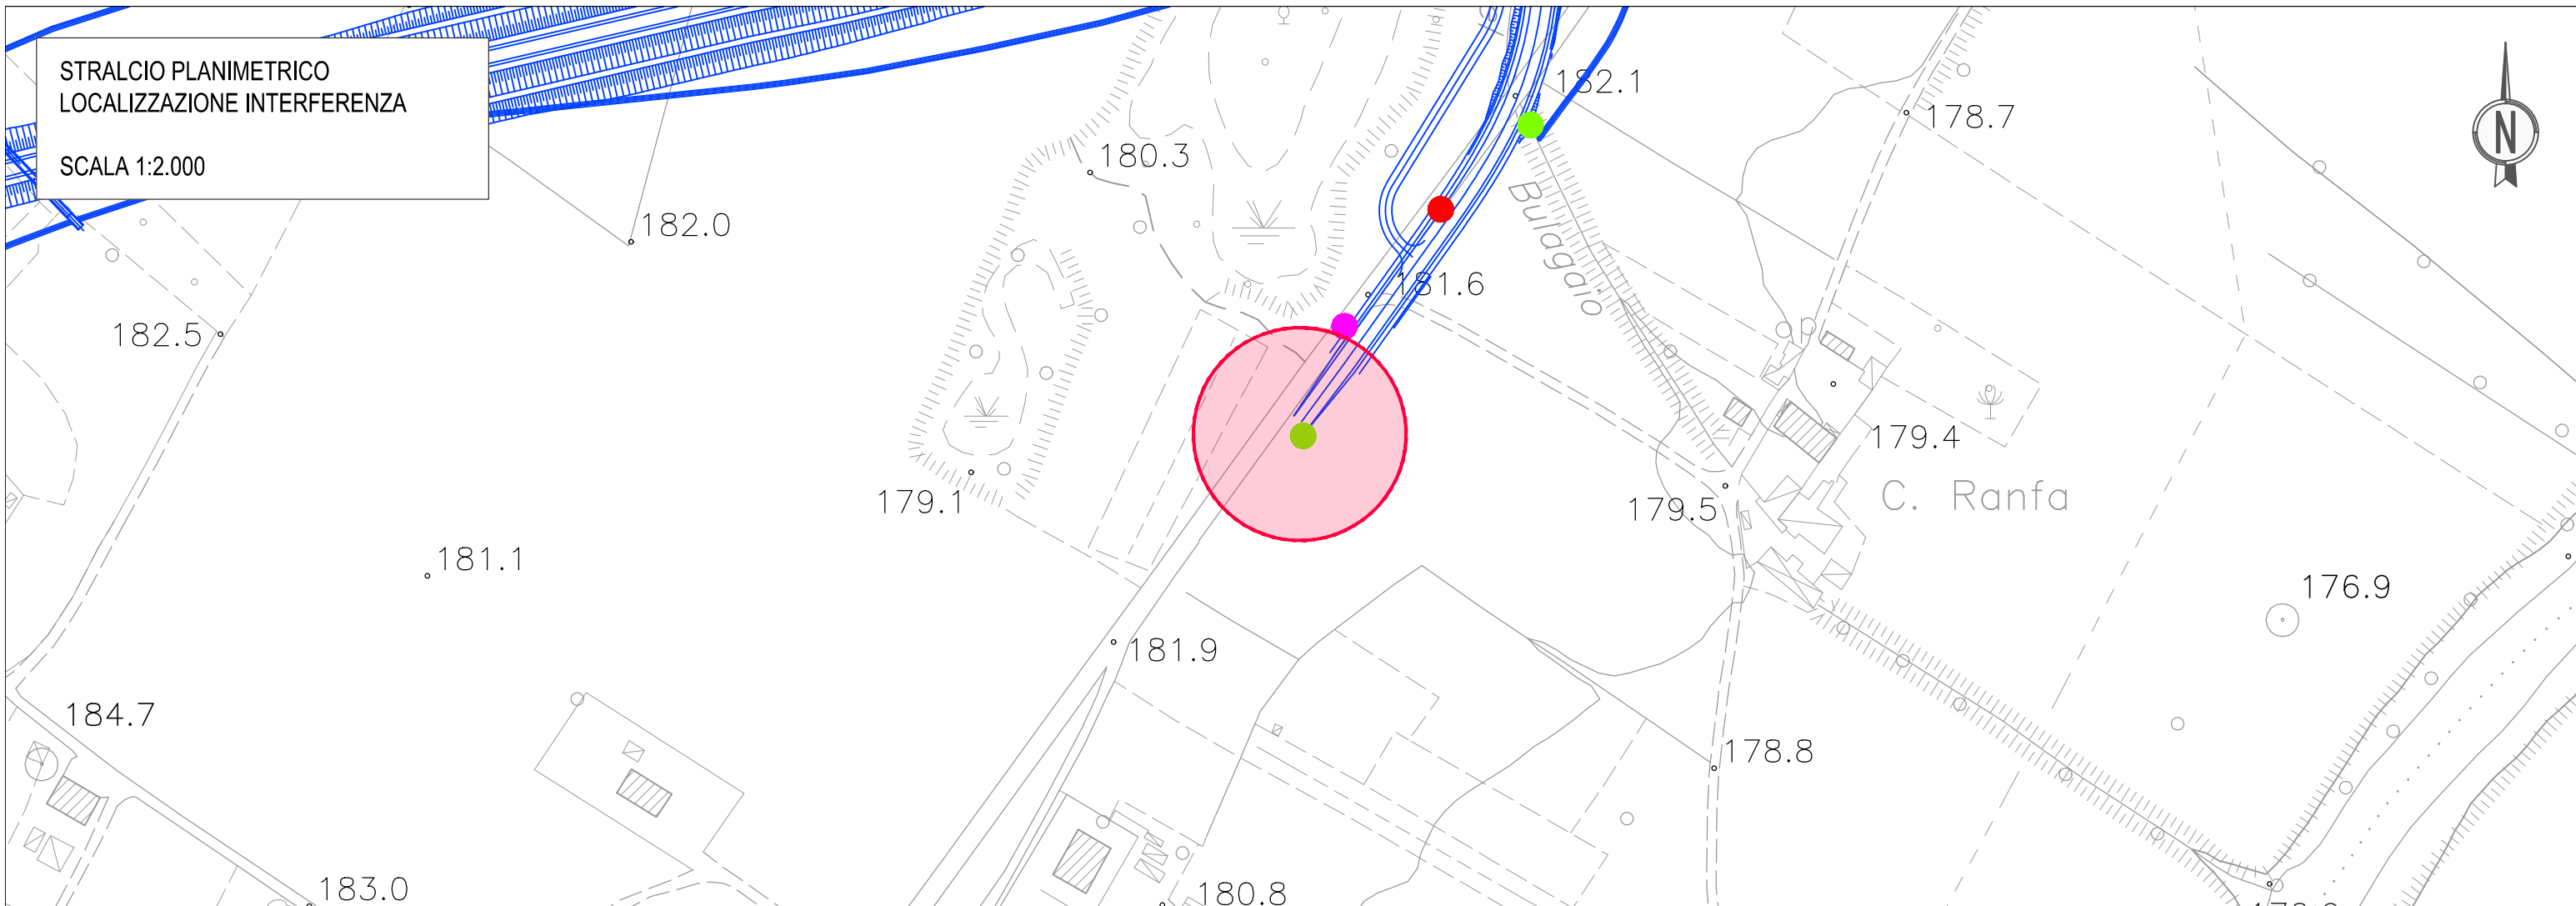 STRALCIO PLANIMETRICO
LOCALIZZAZIONE INTERFERENZA
SCALA 1:2.000
N
182.1
178.7
180.3
182.0
Bulagaio
181.6
182.5
179.4
C. Ranfa
179.1
179.5
181.1
176.9
181.9
184.7
178.8
183.0
180.8